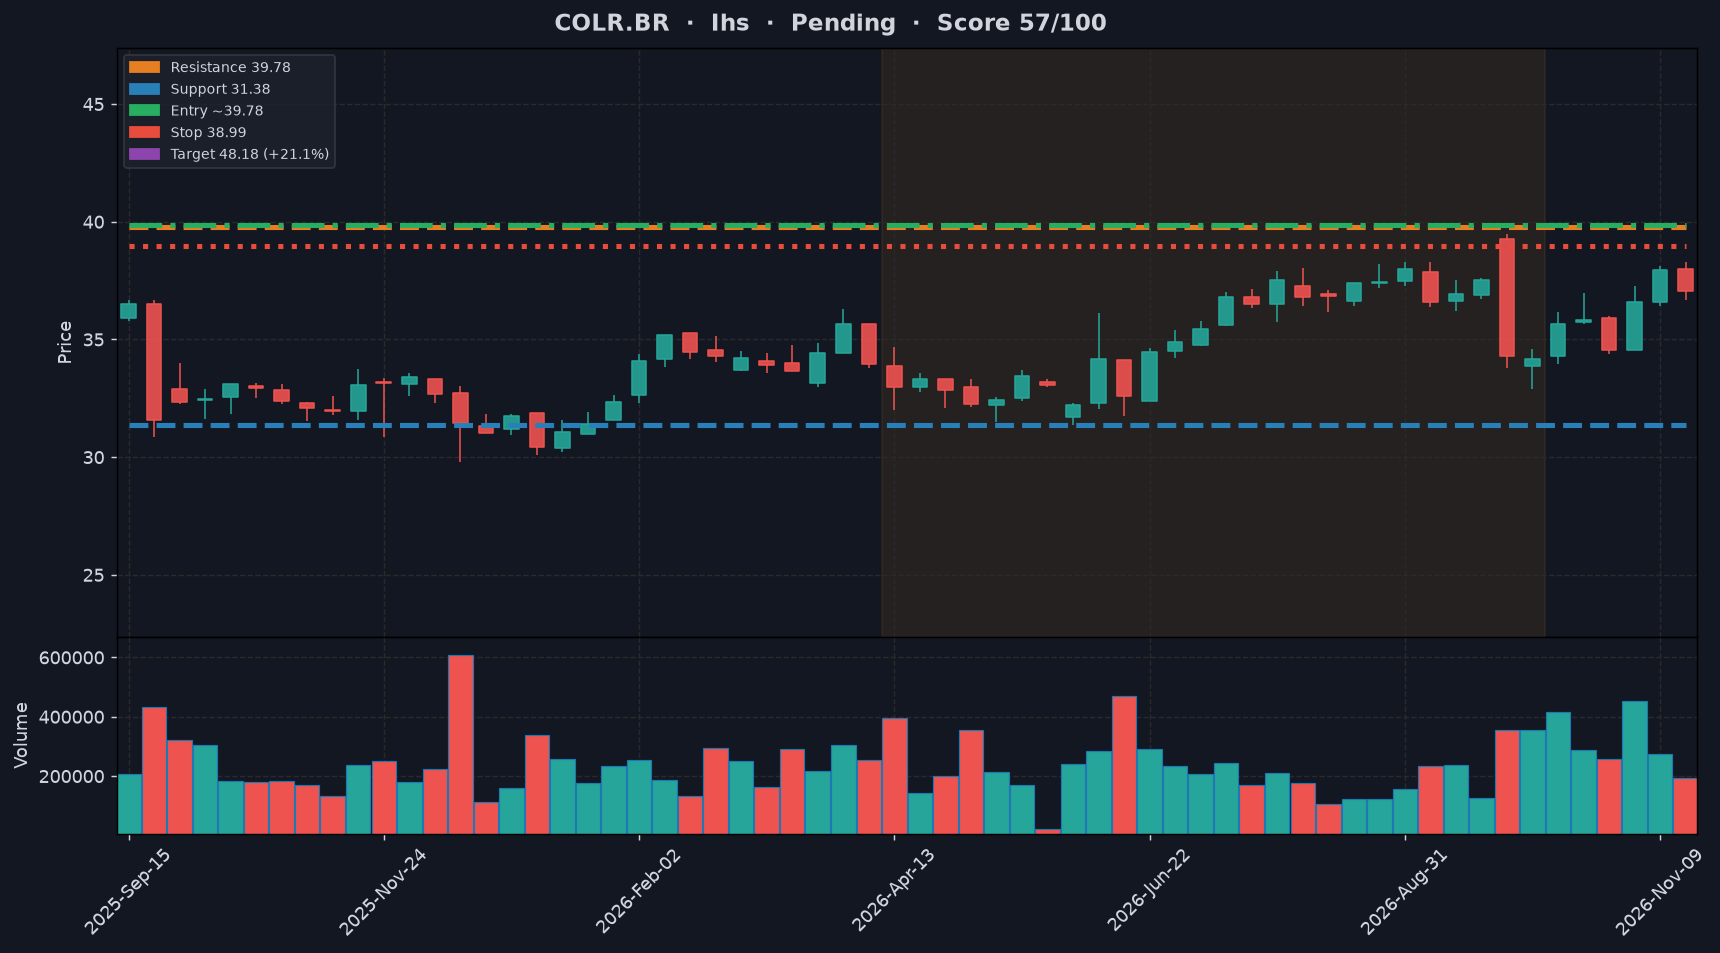 COLR.BR · Ihs · Pending · Score 57/100
Resistance 39.78
Support 31.38
Entry ~39.78
Stop 38.99
Target 48.18 (+21.1%)
45
40
35
30
25
Price
600000
400000
200000
Volume
2025-Sep-15
2025-Nov-24
2026-Feb-02
2026-Apr-13
2026-Jun-22
2026-Aug-31
2026-Nov-09